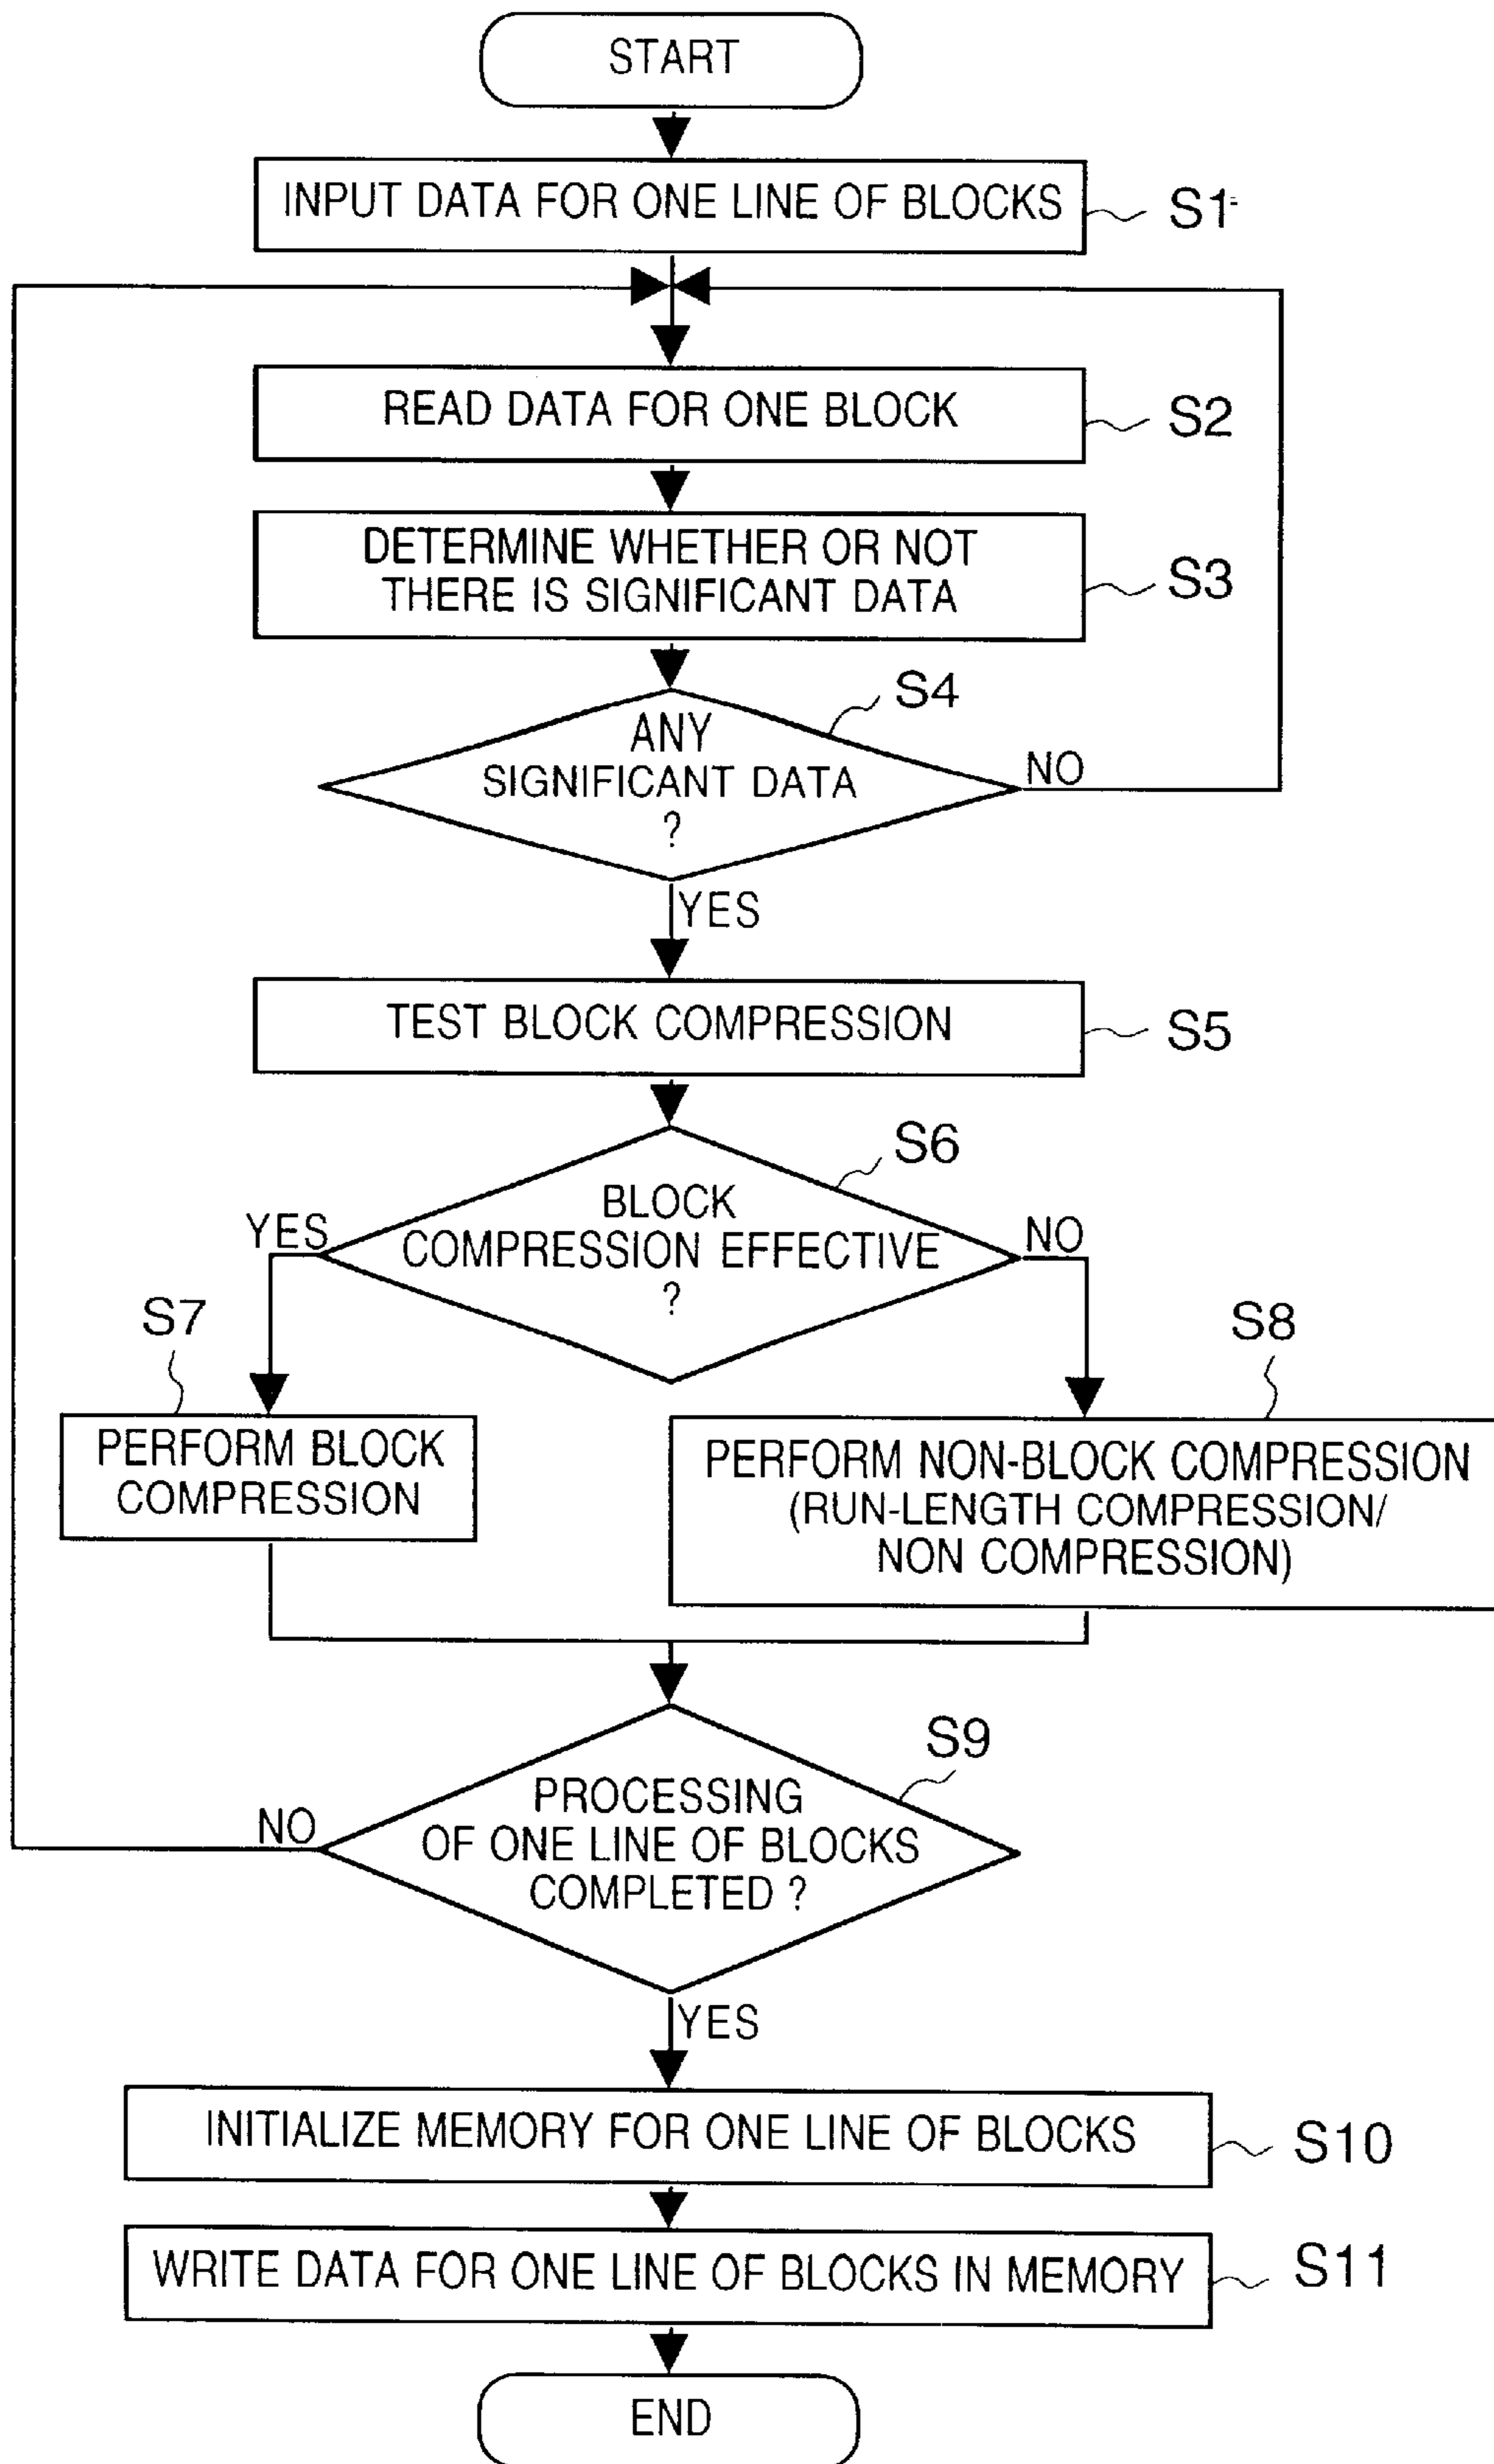 START
INPUT DATA FOR ONE LINE OF BLOCKS
S1
READ DATA FOR ONE BLOCK
S2
DETERMINE WHETHER OR NOT
THERE IS SIGNIFICANT DATA
S3
S4
ANY
SIGNIFICANT DATA
?
NO
YES
TEST BLOCK COMPRESSION
S5
S6
BLOCK
COMPRESSION EFFECTIVE
?
YES
NO
S7
S8
PERFORM BLOCK
COMPRESSION
PERFORM NON-BLOCK COMPRESSION
(RUN-LENGTH COMPRESSION/
NON COMPRESSION)
S9
PROCESSING
OF ONE LINE OF BLOCKS
COMPLETED ?
NO
YES
INITIALIZE MEMORY FOR ONE LINE OF BLOCKS
S10
WRITE DATA FOR ONE LINE OF BLOCKS IN MEMORY
S11
END